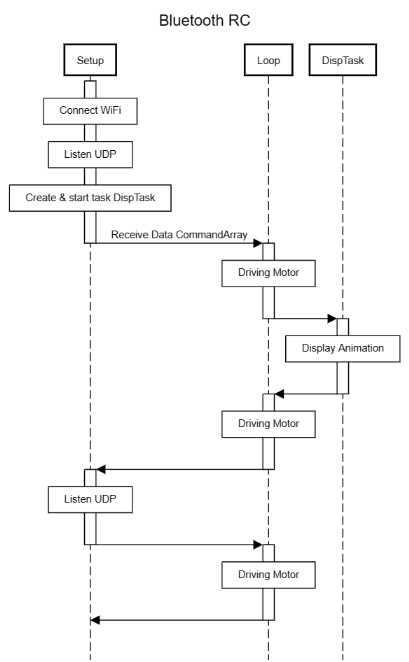 Bluetooth RC
Setup
Loop
DispTask
Connect WiFi
Listen UDP
Create & start task DispTask
Receive Data CommandArray
Driving Motor
Display Animation
Driving Motor
Listen UDP
Driving Motor